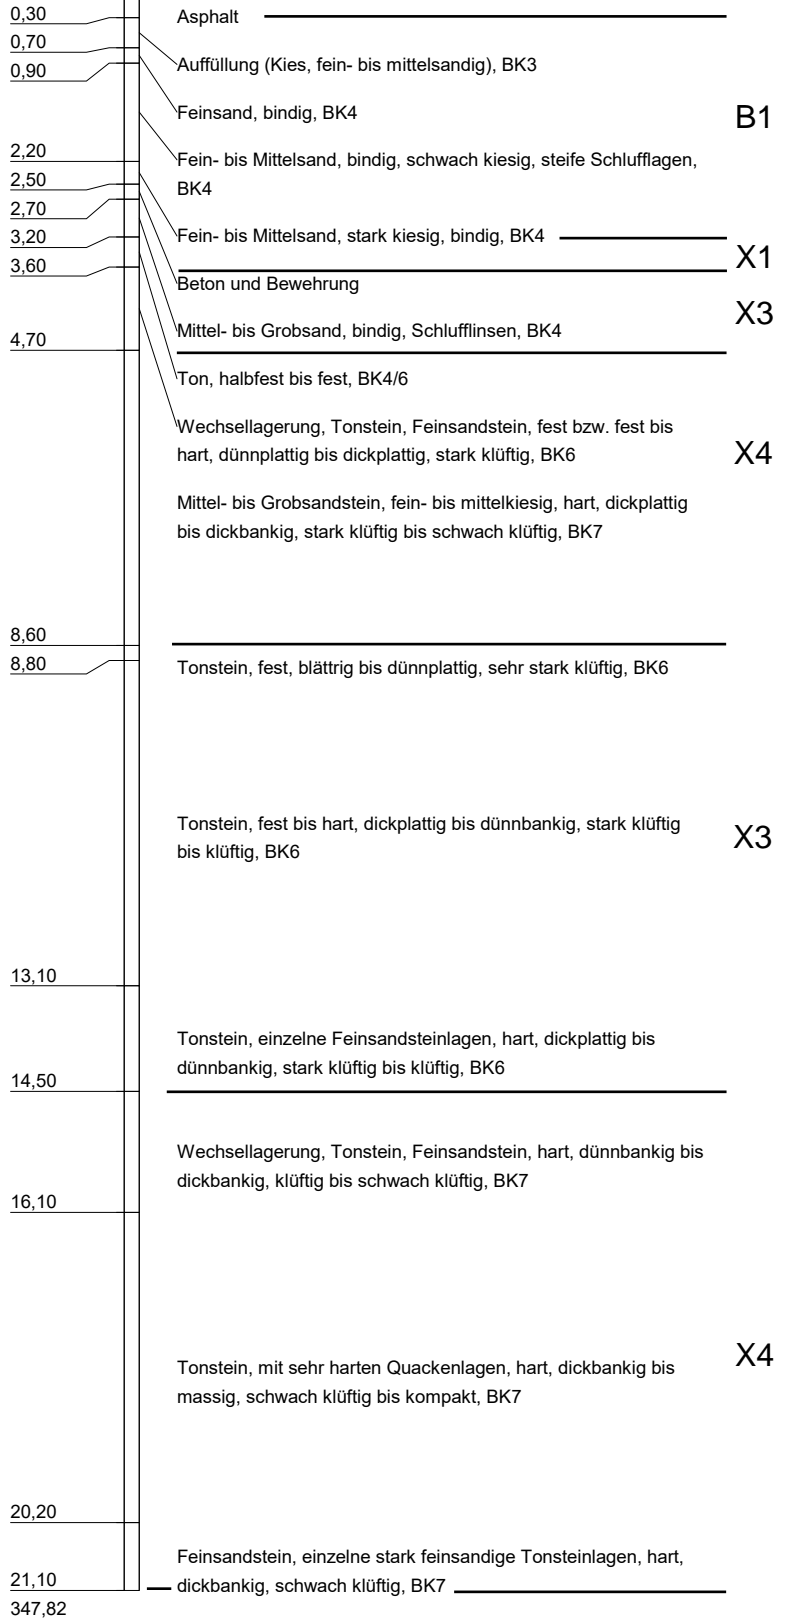 0,30
Asphalt
0,70
Auffüllung (Kies, fein- bis mittelsandig), BK3
0,90
Feinsand, bindig, BK4
B1
2,20
Fein- bis Mittelsand, bindig, schwach kiesig, steife Schlufflagen,
BK4
2,50
2,70
3,20
Fein- bis Mittelsand, stark kiesig, bindig, BK4
X1
3,60
Beton und Bewehrung
X3
Mittel- bis Grobsand, bindig, Schlufflinsen, BK4
4,70
Ton, halbfest bis fest, BK4/6
Wechsellagerung, Tonstein, Feinsandstein, fest bzw. fest bis
hart, dünnplattig bis dickplattig, stark klüftig, BK6
X4
Mittel- bis Grobsandstein, fein- bis mittelkiesig, hart, dickplattig
bis dickbankig, stark klüftig bis schwach klüftig, BK7
8,60
8,80
Tonstein, fest, blättrig bis dünnplattig, sehr stark klüftig, BK6
Tonstein, fest bis hart, dickplattig bis dünnbankig, stark klüftig
bis klüftig, BK6
X3
13,10
Tonstein, einzelne Feinsandsteinlagen, hart, dickplattig bis
dünnbankig, stark klüftig bis klüftig, BK6
14,50
Wechsellagerung, Tonstein, Feinsandstein, hart, dünnbankig bis
dickbankig, klüftig bis schwach klüftig, BK7
16,10
X4
Tonstein, mit sehr harten Quackenlagen, hart, dickbankig bis
massig, schwach klüftig bis kompakt, BK7
20,20
Feinsandstein, einzelne stark feinsandige Tonsteinlagen, hart,
dickbankig, schwach klüftig, BK7
21,10
347,82